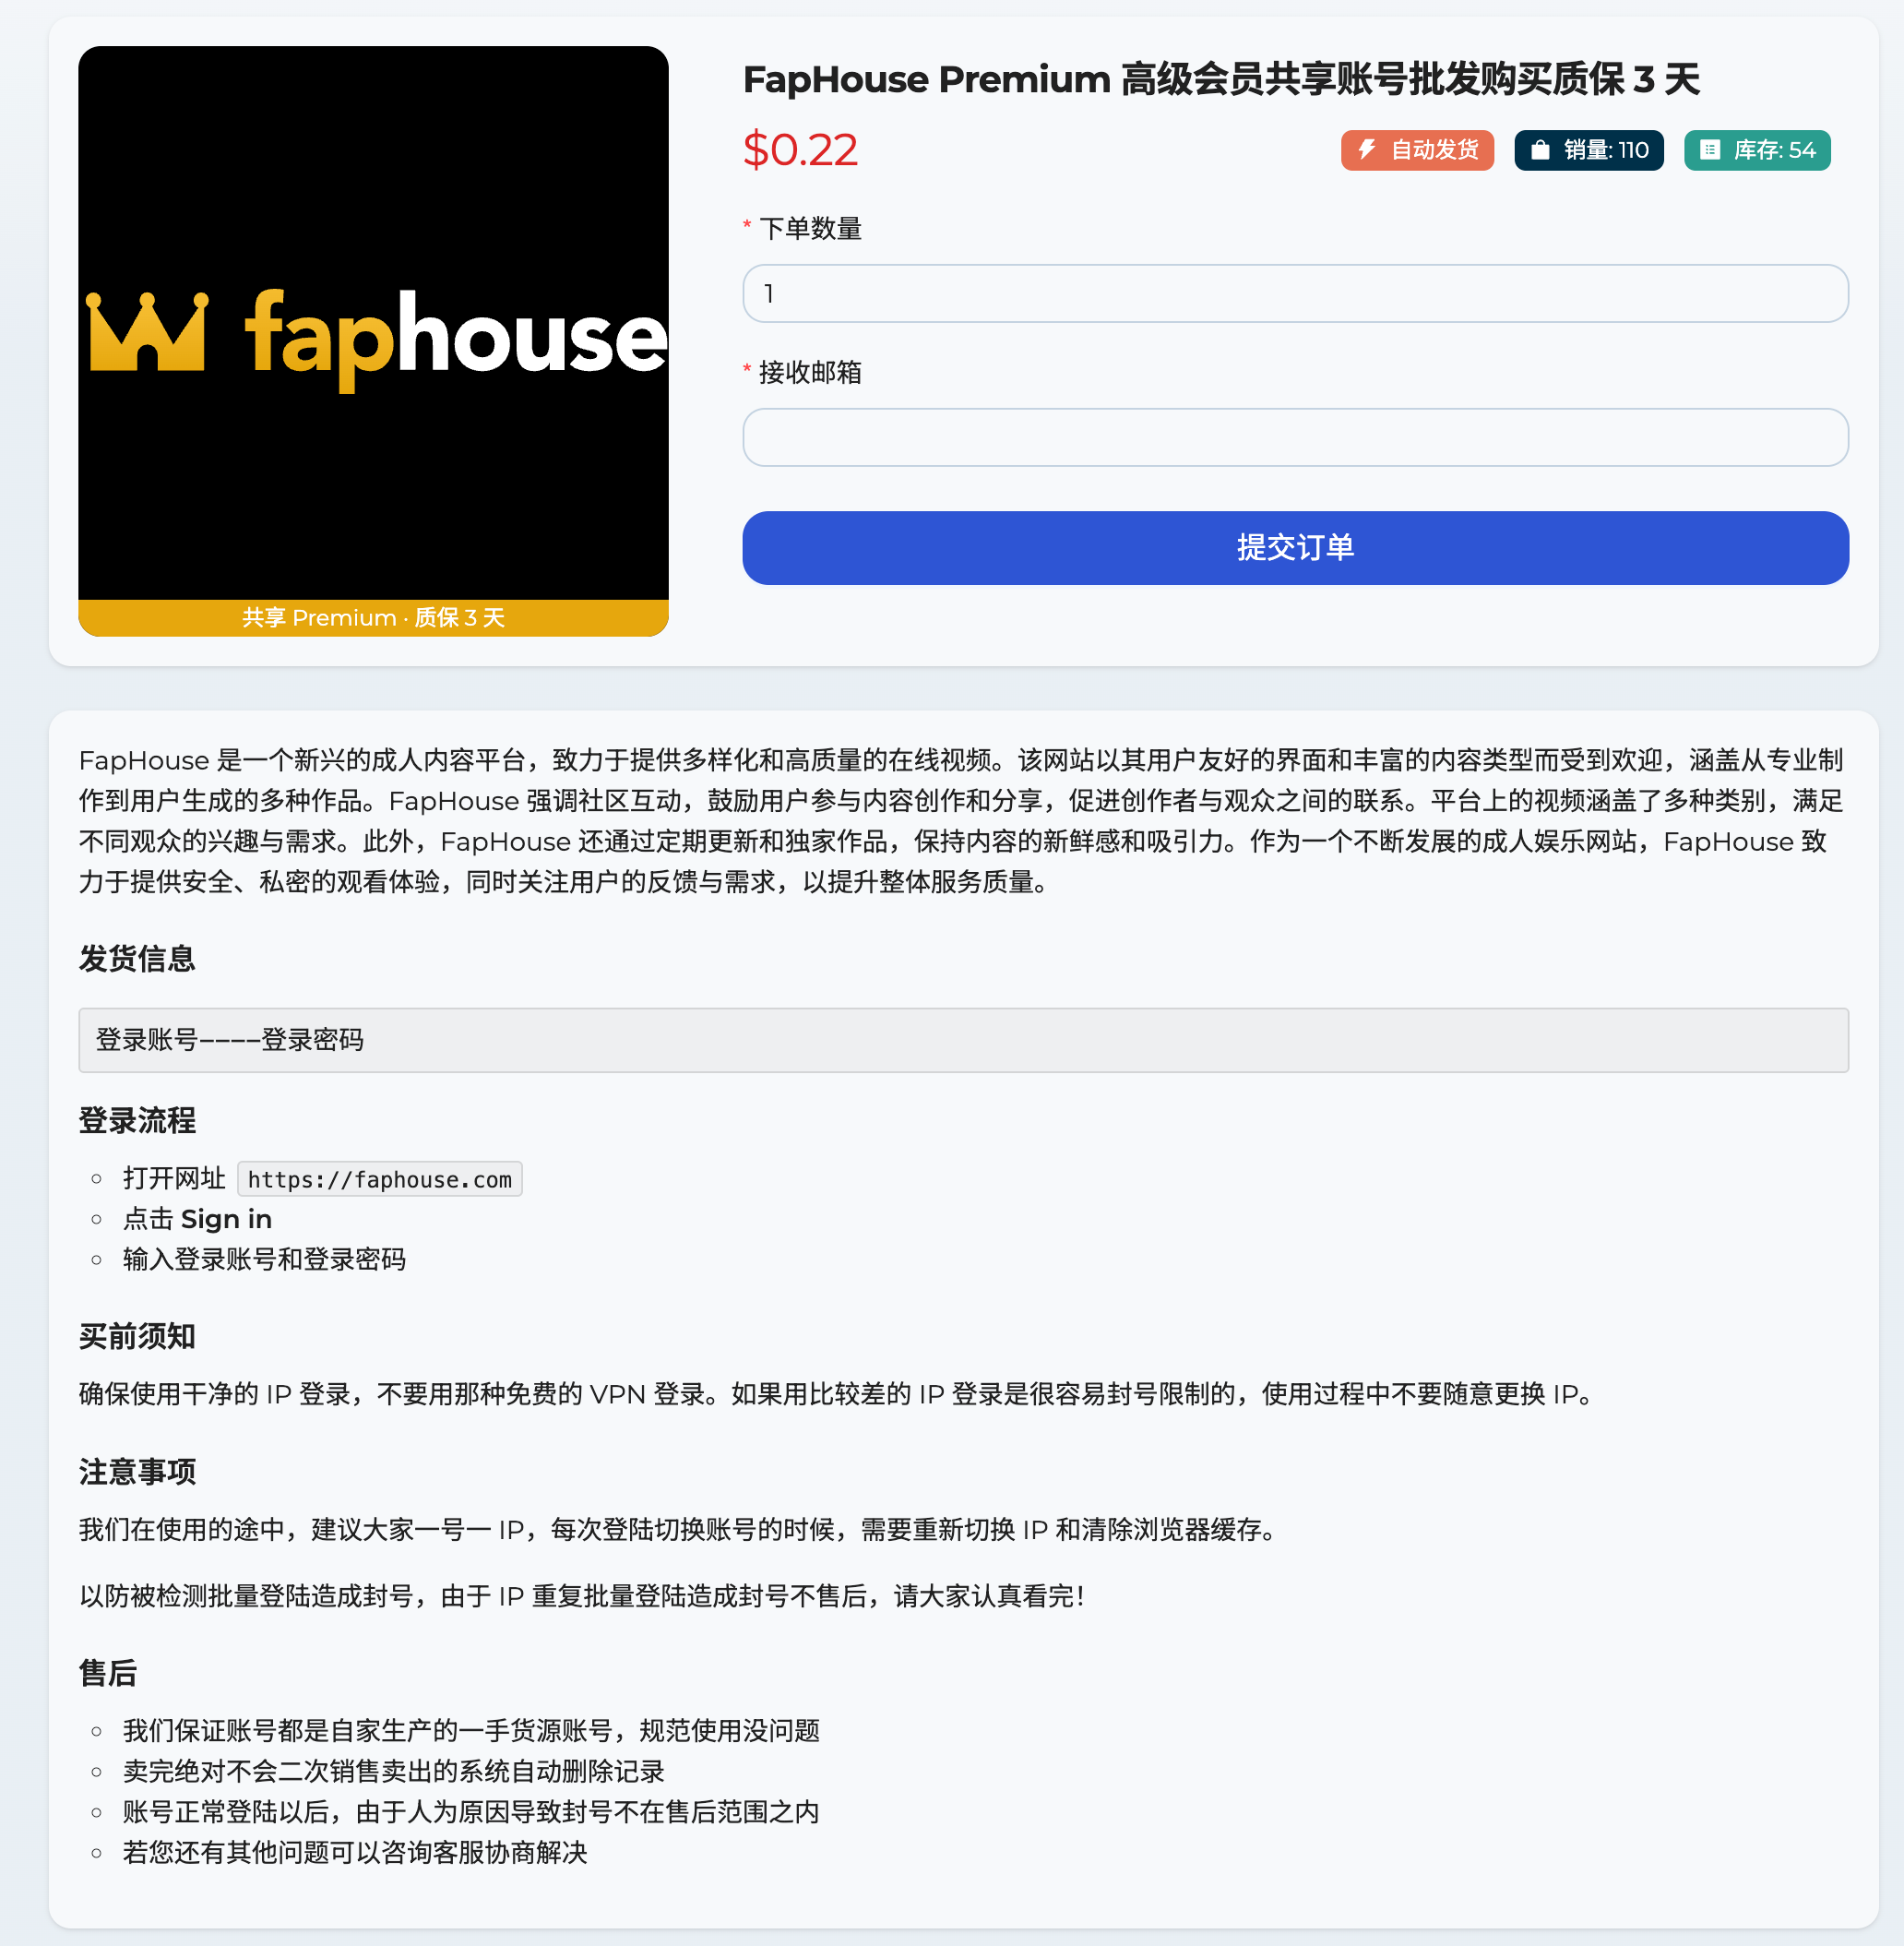 faphouse
共享 Premium · 质保 3 天
FapHouse Premium 高级会员共享账号批发购买质保 3 天
$0.22
自动发货
销量: 110
库存: 54
* 下单数量
1
* 接收邮箱
提交订单
FapHouse 是一个新兴的成人内容平台，致力于提供多样化和高质量的在线视频。该网站以其用户友好的界面和丰富的内容类型而受到欢迎，涵盖从专业制
作到用户生成的多种作品。FapHouse 强调社区互动，鼓励用户参与内容创作和分享，促进创作者与观众之间的联系。平台上的视频涵盖了多种类别，满足
不同观众的兴趣与需求。此外，FapHouse 还通过定期更新和独家作品，保持内容的新鲜感和吸引力。作为一个不断发展的成人娱乐网站，FapHouse 致
力于提供安全、私密的观看体验，同时关注用户的反馈与需求，以提升整体服务质量。
发货信息
登录账号----登录密码
登录流程
打开网址 https://faphouse.com
点击 Sign in
输入登录账号和登录密码
买前须知
确保使用干净的 IP 登录，不要用那种免费的 VPN 登录。如果用比较差的 IP 登录是很容易封号限制的，使用过程中不要随意更换 IP。
注意事项
我们在使用的途中，建议大家一号一 IP，每次登陆切换账号的时候，需要重新切换 IP 和清除浏览器缓存。
以防被检测批量登陆造成封号，由于 IP 重复批量登陆造成封号不售后，请大家认真看完！
售后
我们保证账号都是自家生产的一手货源账号，规范使用没问题
卖完绝对不会二次销售卖出的系统自动删除记录
账号正常登陆以后，由于人为原因导致封号不在售后范围之内
若您还有其他问题可以咨询客服协商解决